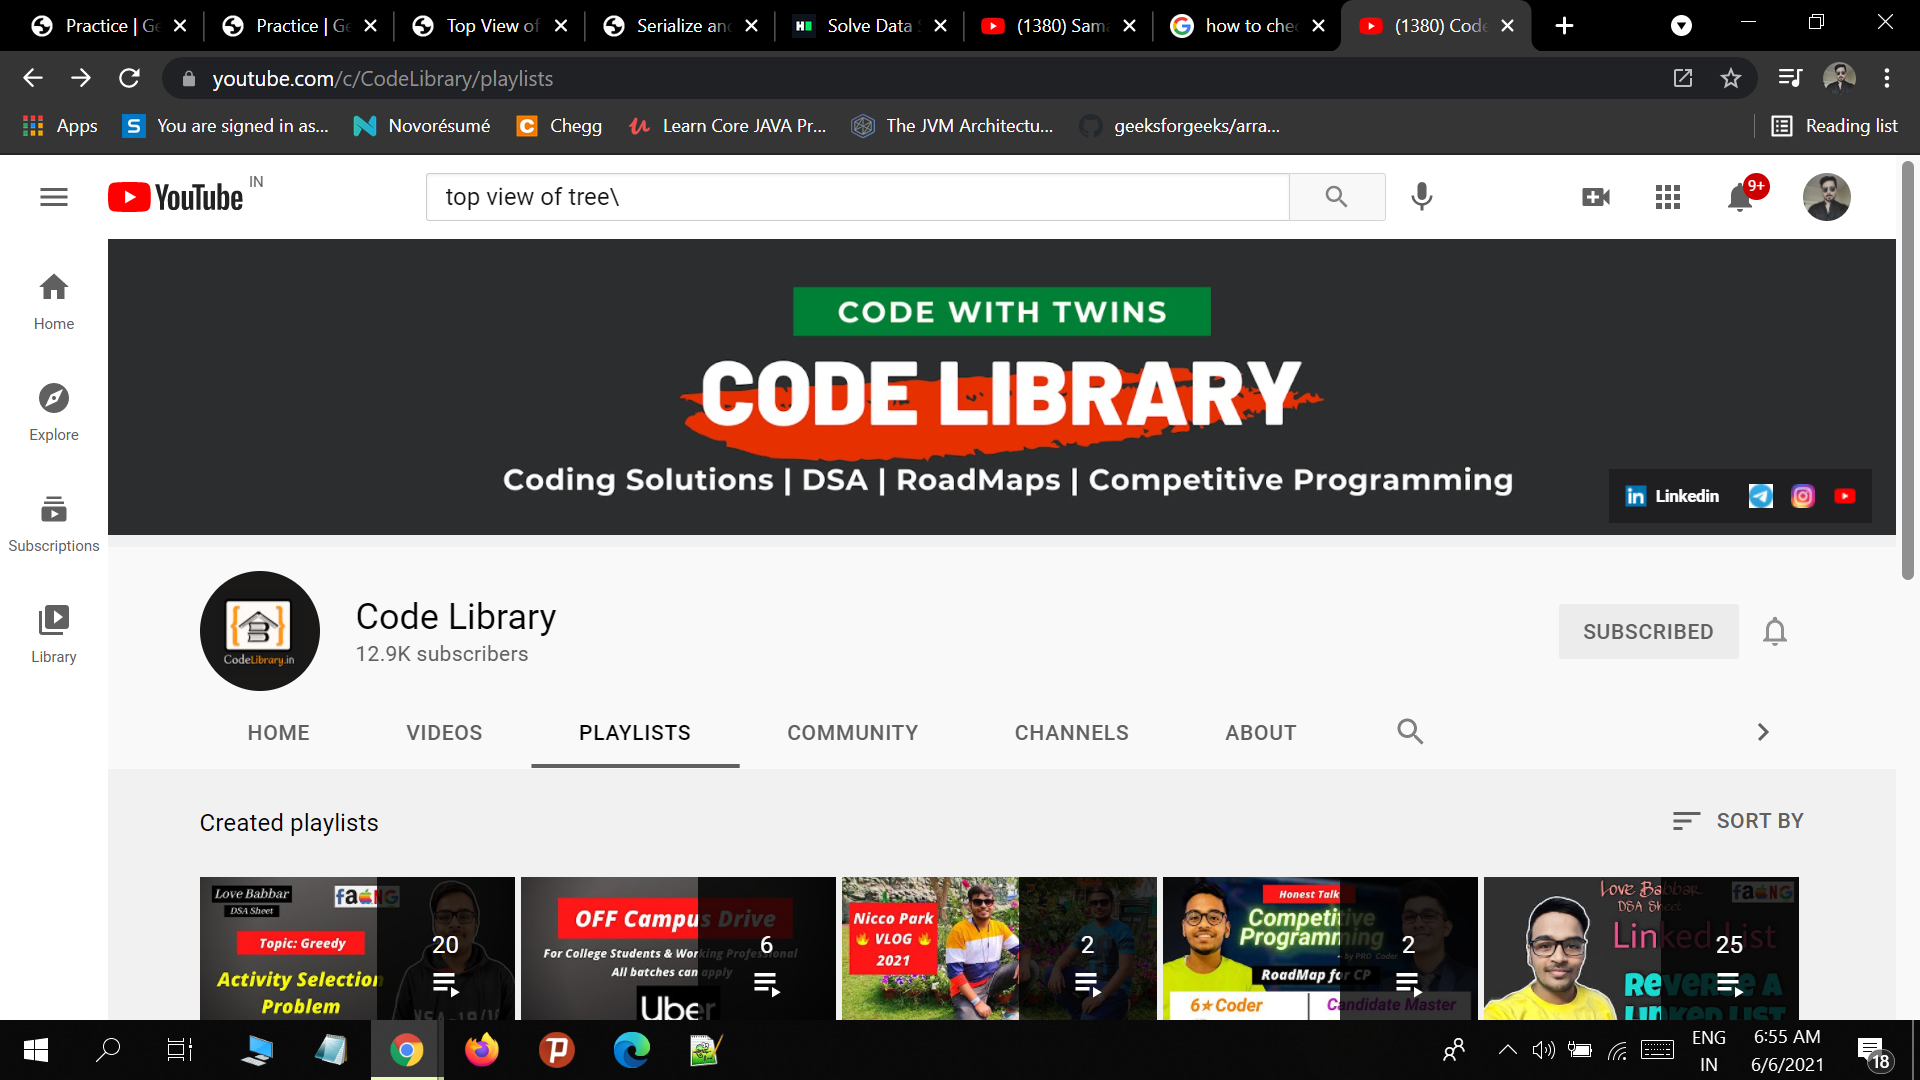 Practice | Ge
Practice | Ge
Top View of
Serialize and
Solve Data
(1380) Sama
how to chec
(1380) Code
youtube.com/c/CodeLibrary/playlists
Apps
You are signed in as...
Novorésumé
Chegg
Learn Core JAVA Pr...
The JVM Architectu...
geeksforgeeks/arra...
Reading list
YouTube IN
top view of tree\
9+
Home
Explore
Subscriptions
Library
CODE WITH TWINS
CODE LIBRARY
Coding Solutions | DSA | RoadMaps | Competitive Programming
Linkedin
CodeLibrary.in
Code Library
12.9K subscribers
SUBSCRIBED
HOME
VIDEOS
PLAYLISTS
COMMUNITY
CHANNELS
ABOUT
Created playlists
SORT BY
Love Babbar
DSA Sheet
Topic: Greedy
Activity Selection
Problem
20
OFF Campus Drive
For College Students & Working Professional
All batches can apply
Uber
6
Nicco Park
VLOG
2021
2
Honest Talk
Competitive
Programming
- by PRO Coder
RoadMap for CP
6★ Coder
Candidate Master
2
Love Babbar
DSA Sheet
Linked List
Reverse a
Linked List
25
ENG
IN
6:55 AM
6/6/2021
18